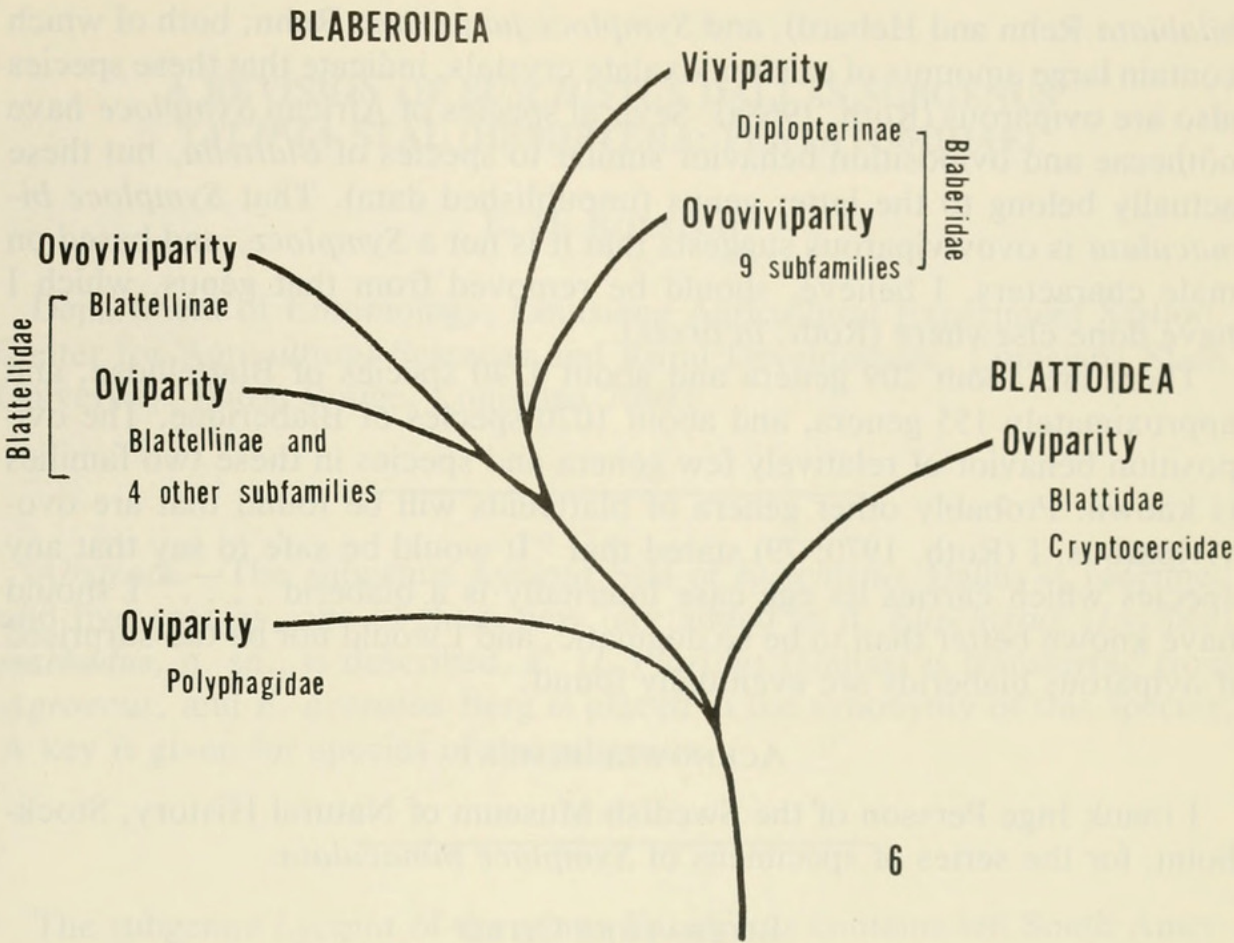 BLABEROIDEA
Viviparity
Diplopterinae
Ovoviviparity
9 subfamilies
Blaberidae
Ovoviviparity
Blattellinae
Oviparity
Blattellinae and
4 other subfamilies
Blattellidae
BLATTOIDEA
Oviparity
Blattidae
Cryptocercidae
Oviparity
Polyphagidae
6